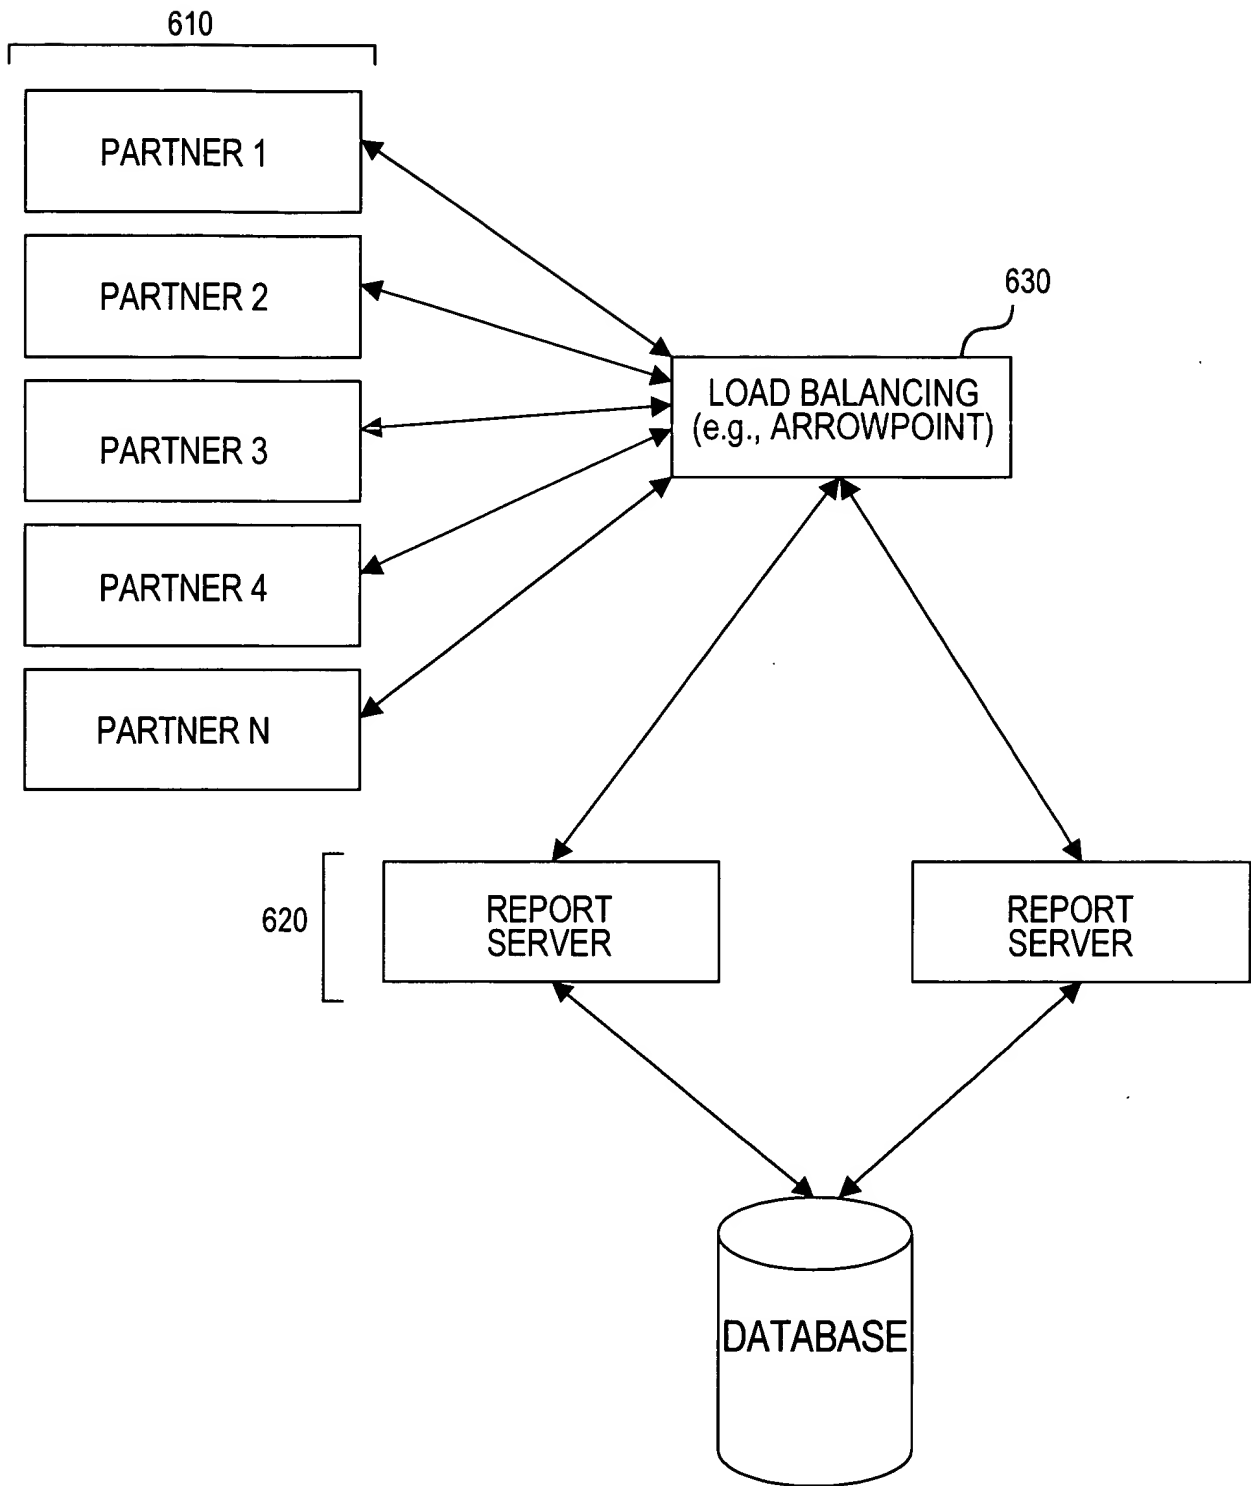 610
PARTNER 1
PARTNER 2
PARTNER 3
PARTNER 4
PARTNER N
630
LOAD BALANCING
(e.g., ARROWPOINT)
620
REPORT
SERVER
REPORT
SERVER
DATABASE